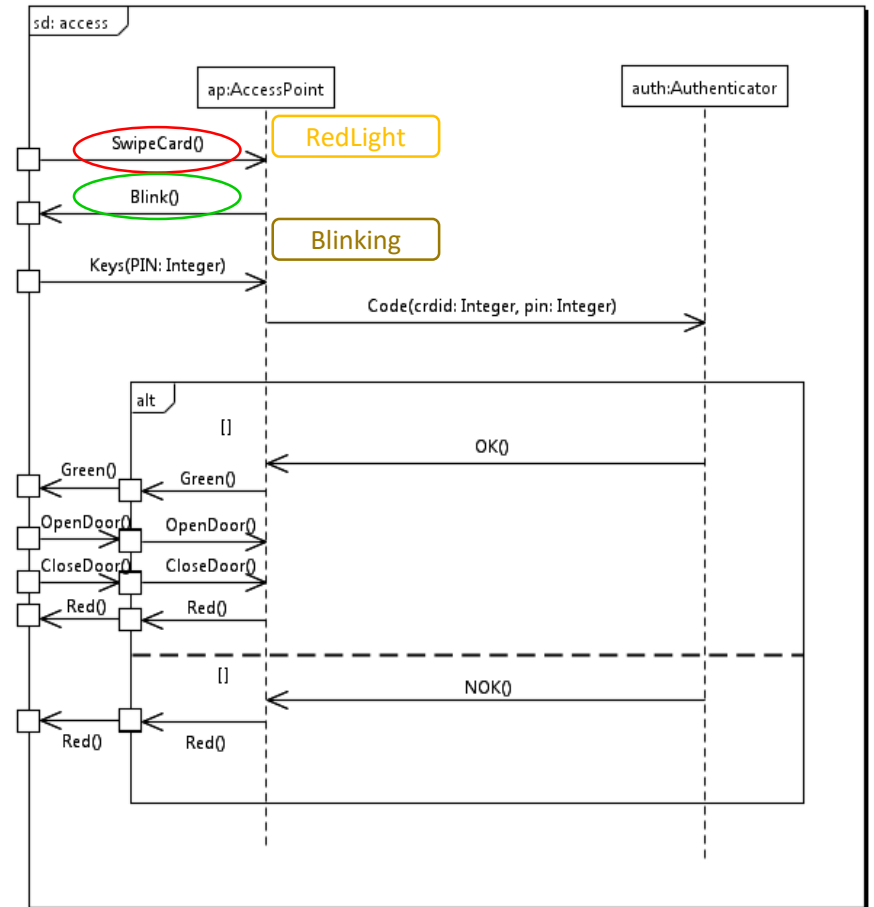 sd: access
ap:AccessPoint
auth:Authenticator
SwipeCard()
RedLight
Blink()
Blinking
Keys(PIN: Integer)
Code(crdid: Integer, pin: Integer)
alt
[]
OK()
Green()
Green()
OpenDoor()
OpenDoor()
CloseDoor()
CloseDoor()
Red()
Red()
[]
NOK()
Red()
Red()